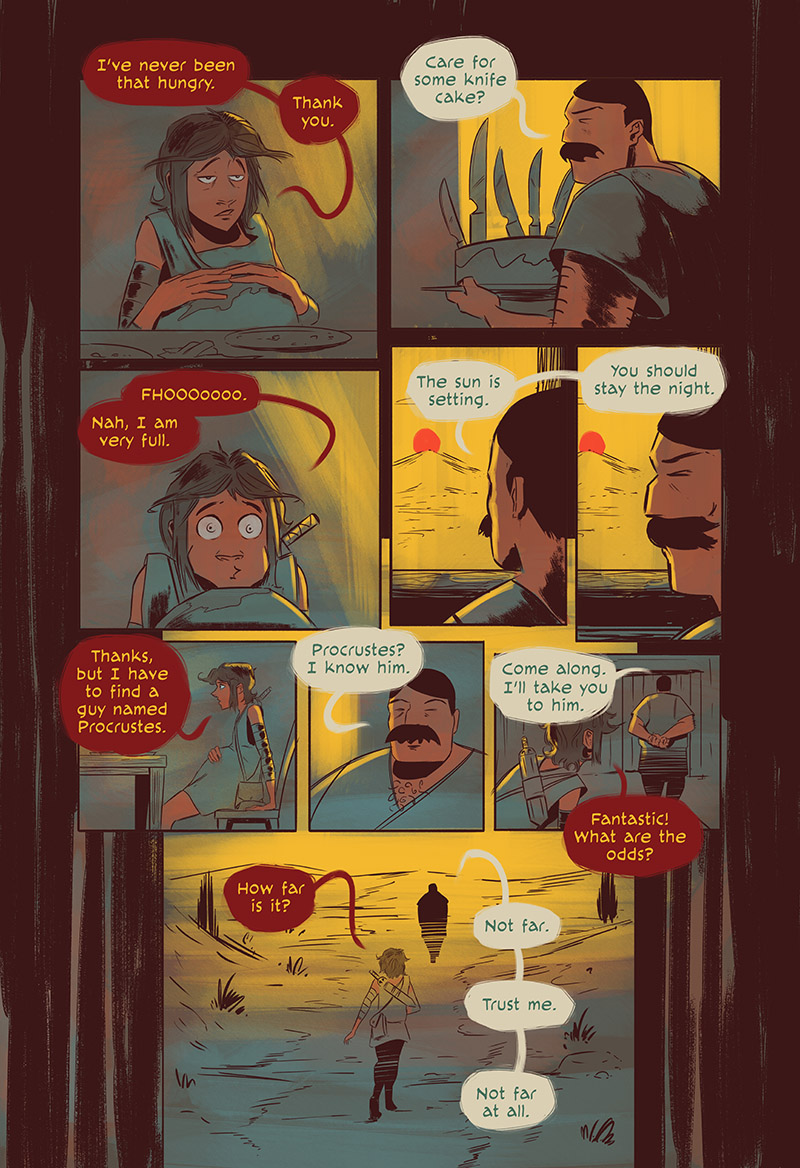 I've never been
that hungry.
Thank
you.
Care for
some knife
cake?
FHOOOoooo.
Nah, I am
very full.
The sun is
setting.
You should
stay the night.
Thanks,
but I have
to find a
guy named
Procrustes.
Procrustes?
I know him.
Come along.
I'll take you
to him.
Fantastic!
What are the
odds?
How far
is it?
Not far.
Trust me.
Not far
at all.